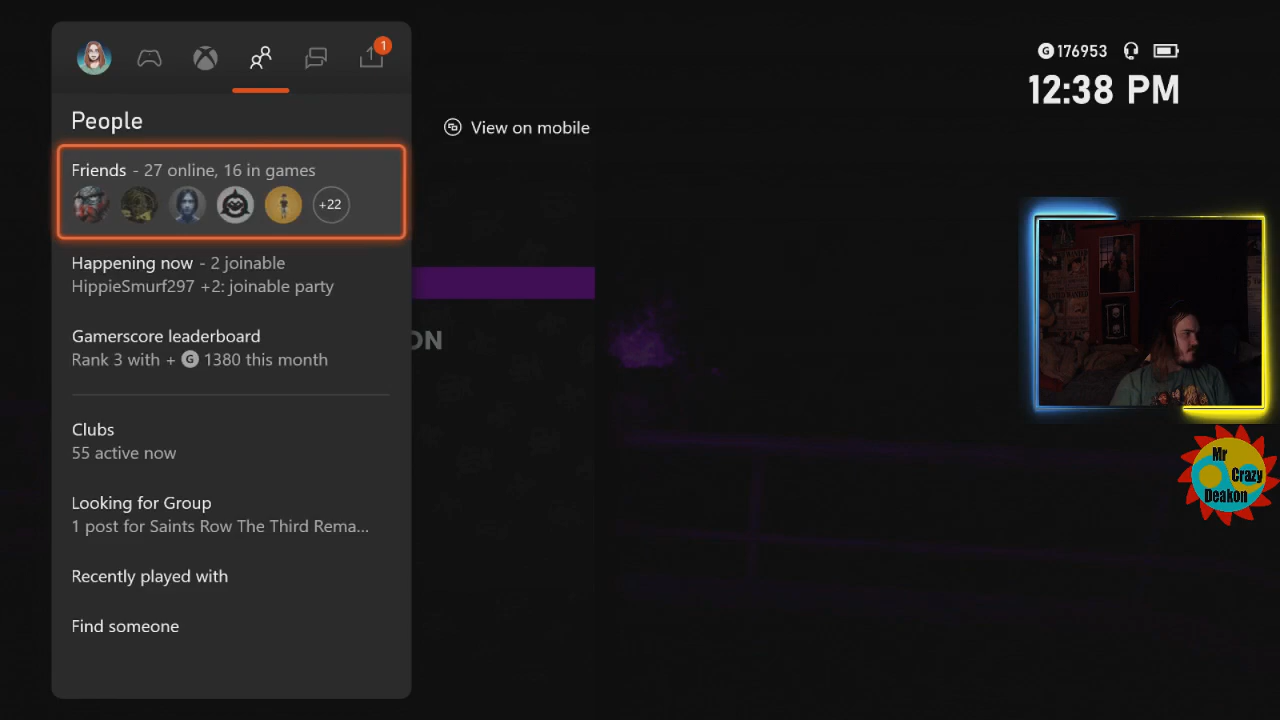 1
G 176953
12:38 PM
People
View on mobile
Friends - 27 online, 16 in games
+22
Happening now - 2 joinable
HippieSmurf297 +2: joinable party
ON
Gamerscore leaderboard
Rank 3 with + G 1380 this month
Clubs
55 active now
Looking for Group
1 post for Saints Row The Third Rema...
Recently played with
Find someone
Mr
Crazy
Deakon